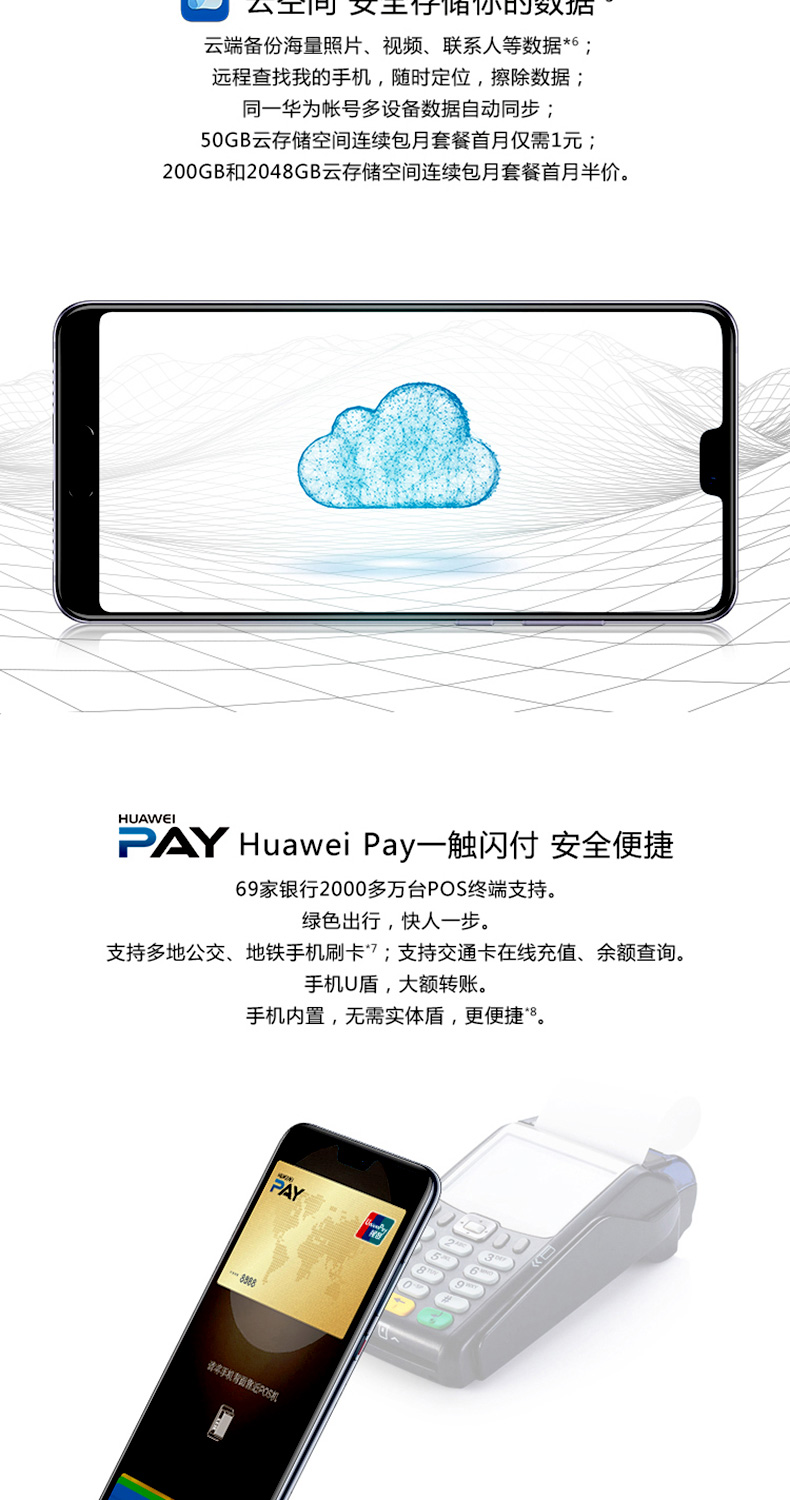 云空间 安全存储你的数据
云端备份海量照片、视频、联系人等数据*6；
远程查找我的手机，随时定位，擦除数据；
同一华为帐号多设备数据自动同步；
50GB云存储空间连续包月套餐首月仅需1元；
200GB和2048GB云存储空间连续包月套餐首月半价。
HUAWEI
PAY Huawei Pay一触闪付 安全便捷
69家银行2000多万台POS终端支持。
绿色出行，快人一步。
支持多地公交、地铁手机刷卡*7；支持交通卡在线充值、余额查询。
手机U盾，大额转账。
手机内置，无需实体盾，更便捷*8。
HUAWEI
PAY
UnionPay
银联
**** 8888
请将手机背面靠近POS机
2
3
5
6
8
9
0
#